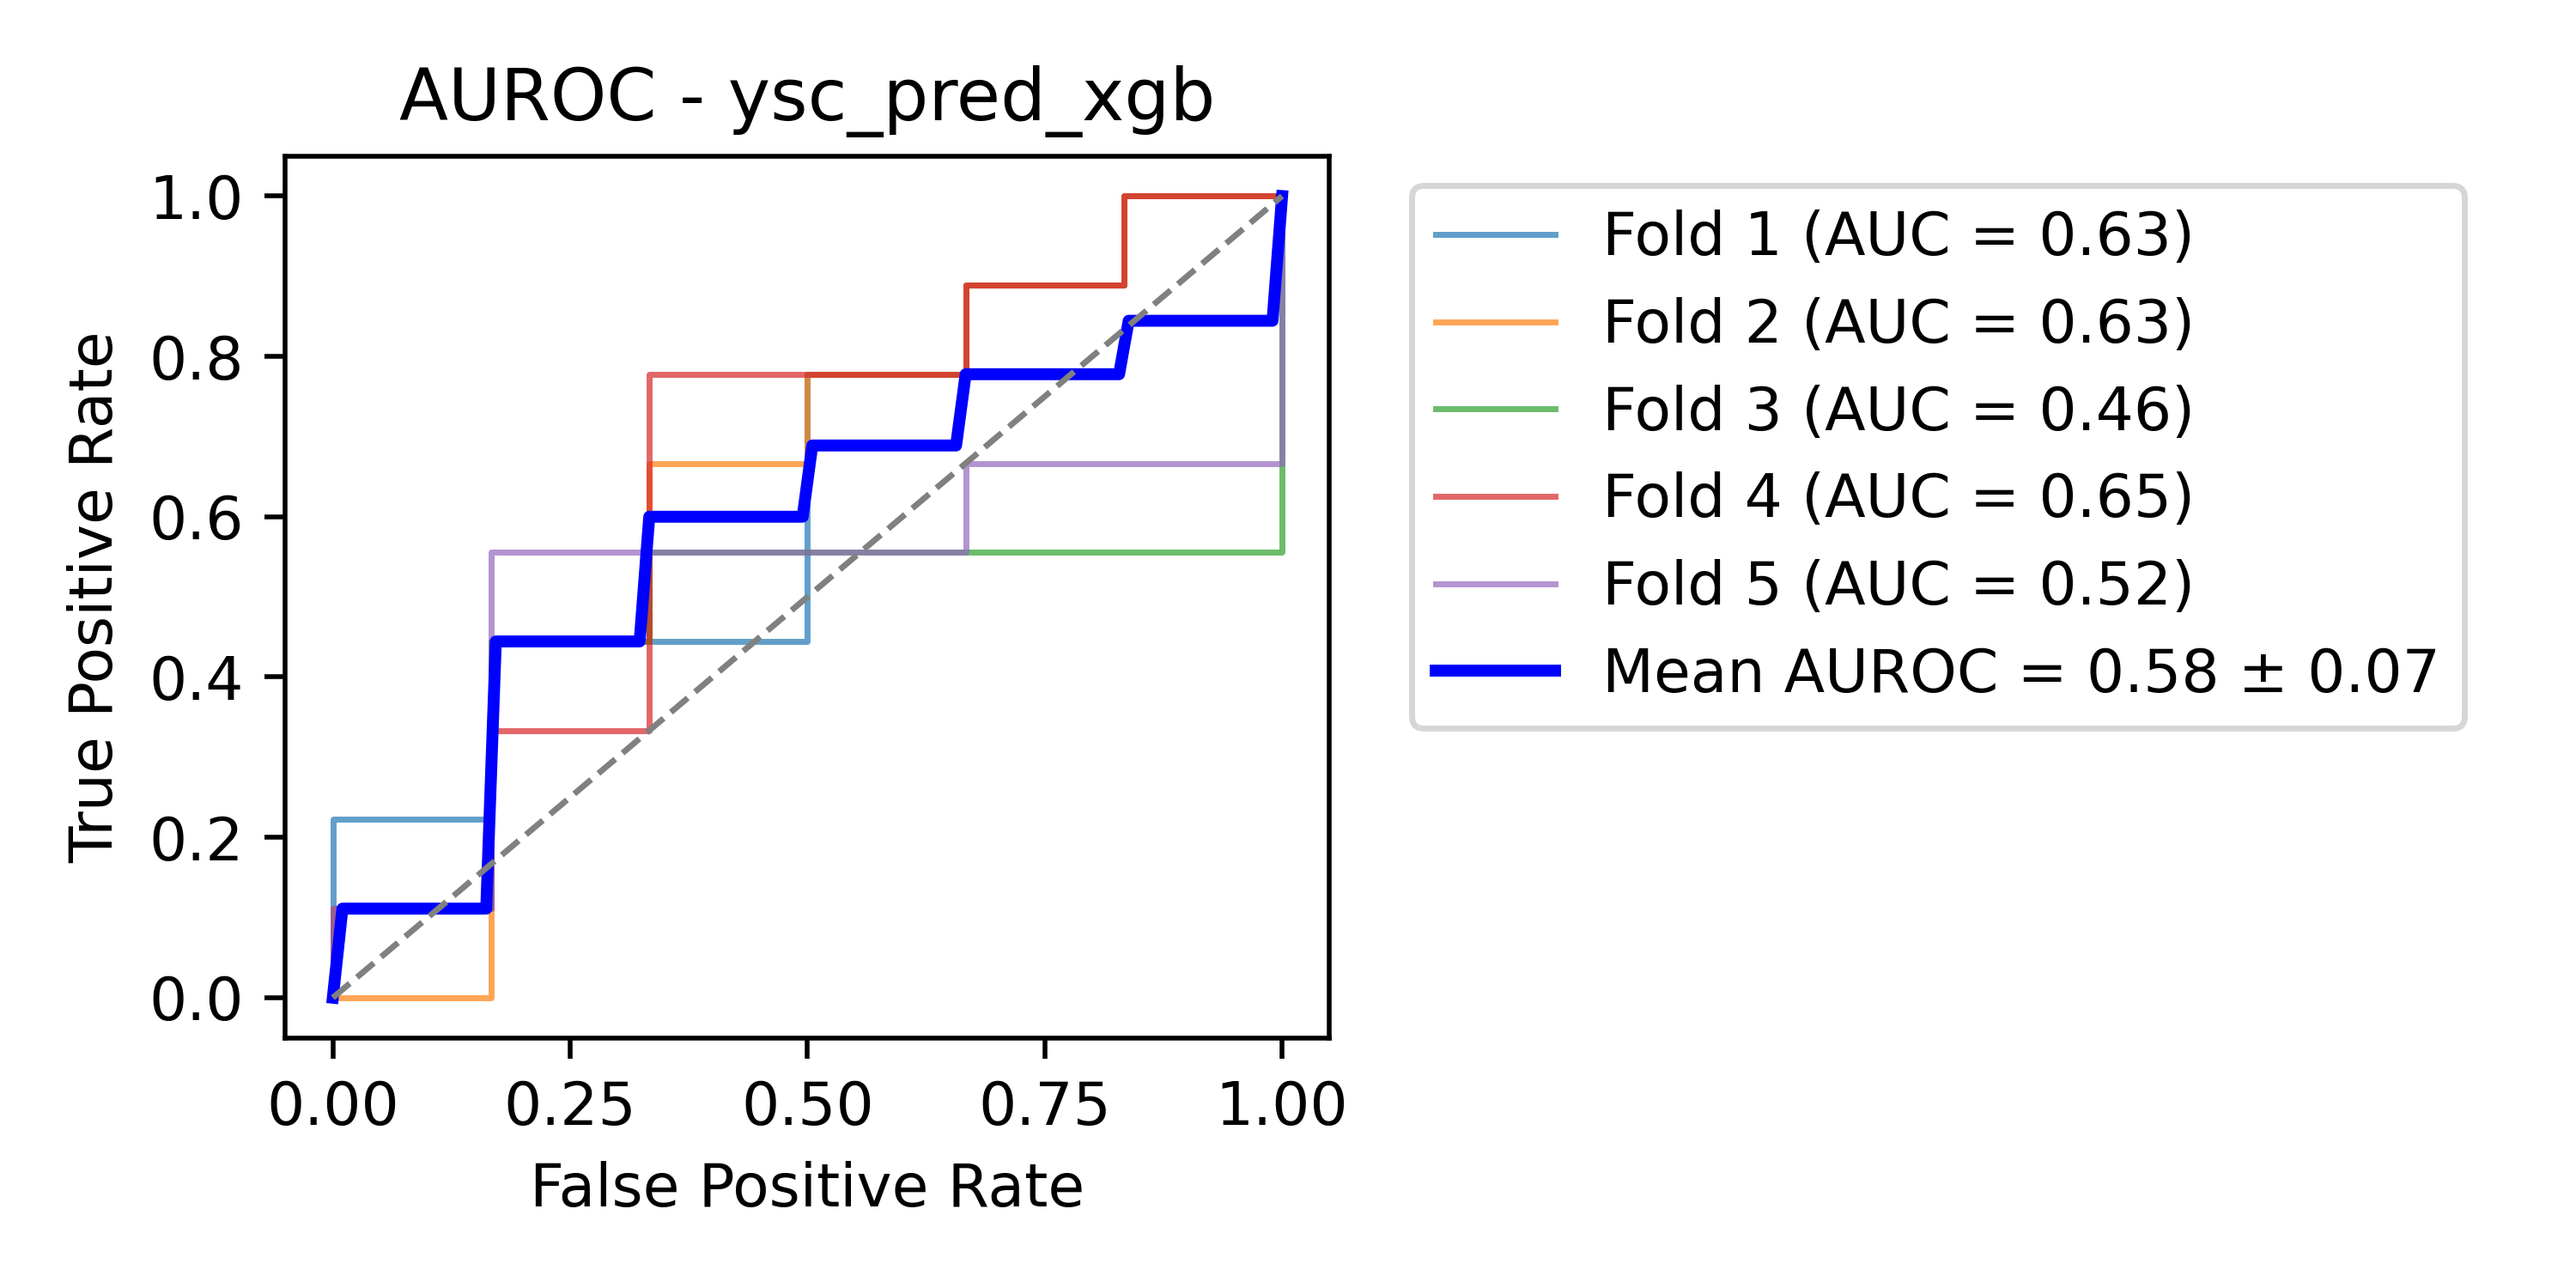 AUROC - ysc_pred_xgb
True Positive Rate
1.0
0.8
0.6
0.4
0.2
0.0
0.00 0.25 0.50 0.75 1.00
False Positive Rate
Fold 1 (AUC = 0.63)
Fold 2 (AUC = 0.63)
Fold 3 (AUC = 0.46)
Fold 4 (AUC = 0.65)
Fold 5 (AUC = 0.52)
Mean AUROC = 0.58 ± 0.07